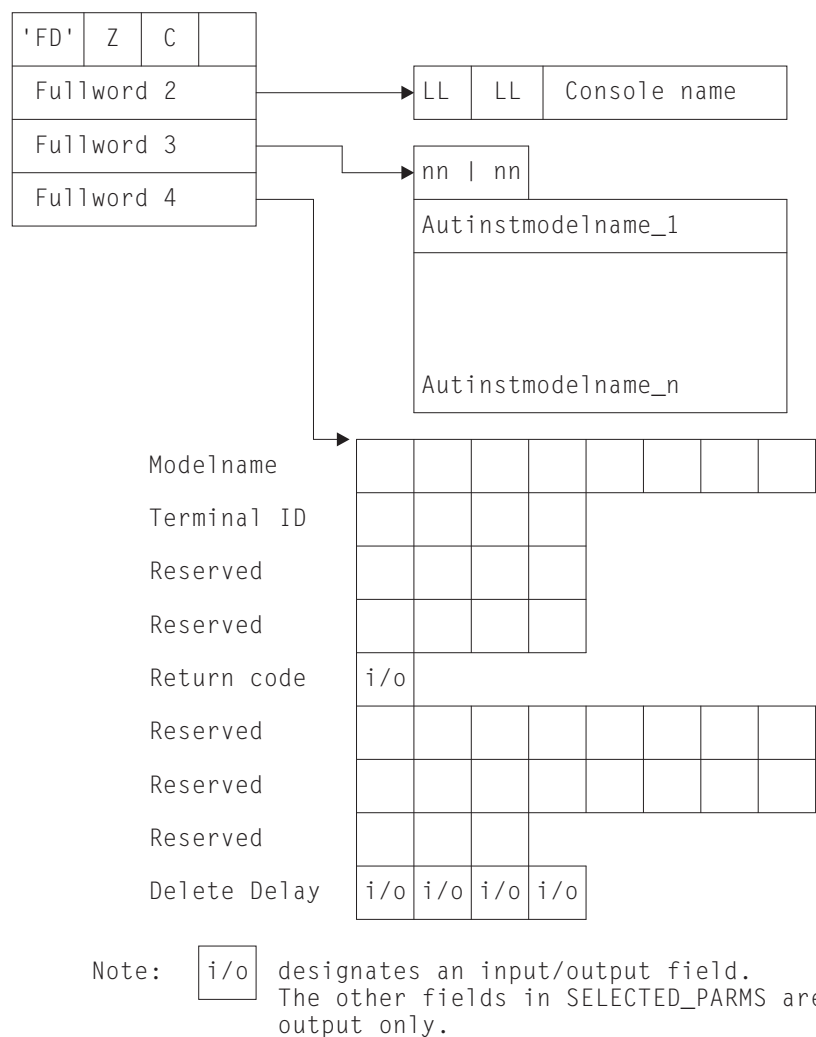 'FD' Z C
Fullword 2
LL LL Console name
Fullword 3
nn | nn
Fullword 4
Autinstmodelname_1
Autinstmodelname_n
Modelname
Terminal ID
Reserved
Reserved
Return code i/o
Reserved
Reserved
Reserved
Delete Delay i/o i/o i/o i/o
Note: i/o designates an input/output field.
The other fields in SELECTED_PARMS are
output only.